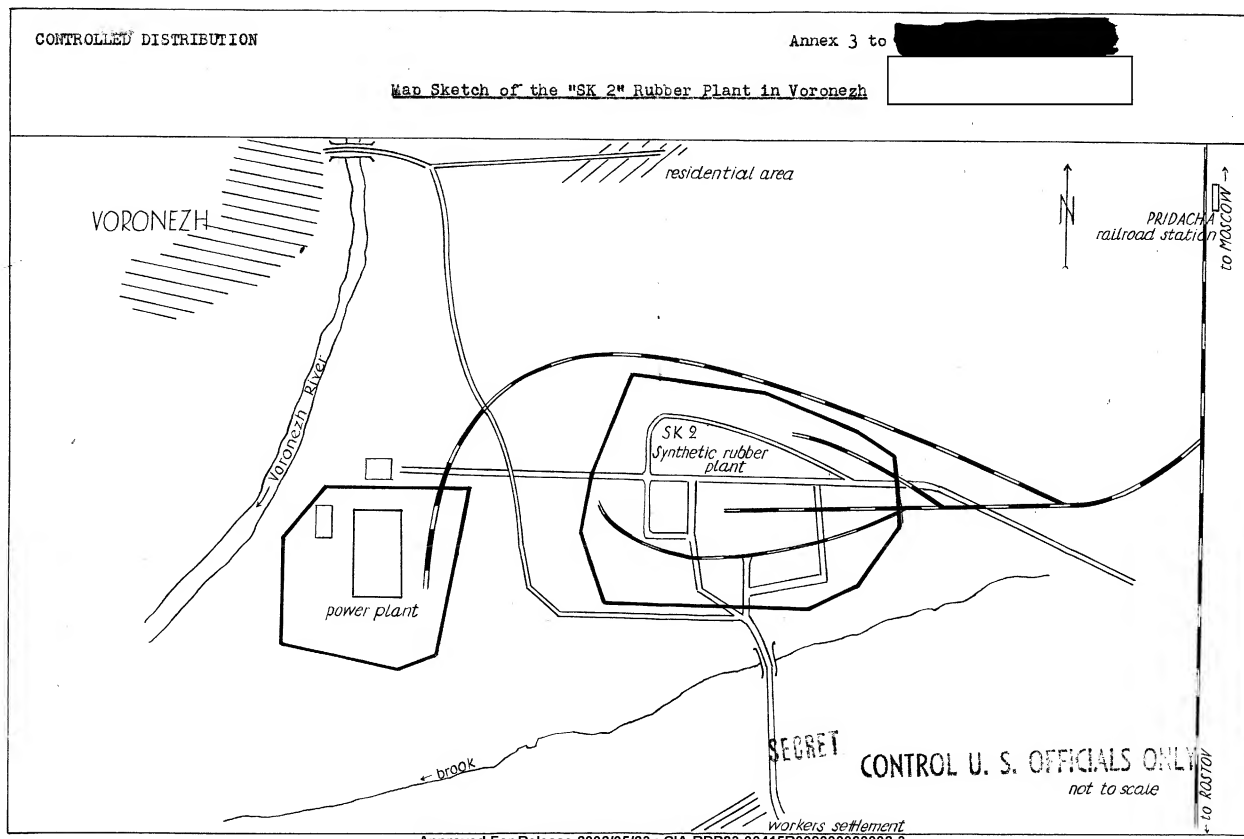 CONTROLLED DISTRIBUTION
Annex 3 to
Map Sketch of the "SK 2" Rubber Plant in Voronezh
residential area
VORONEZH
N
PRIDACHA
railroad station
to MOSCOW →
← Voronezh River
SK 2
Synthetic rubber
plant
power plant
← brook
SECRET
CONTROL U. S. OFFICIALS ONLY
not to scale
← to ROSTOV
workers settlement